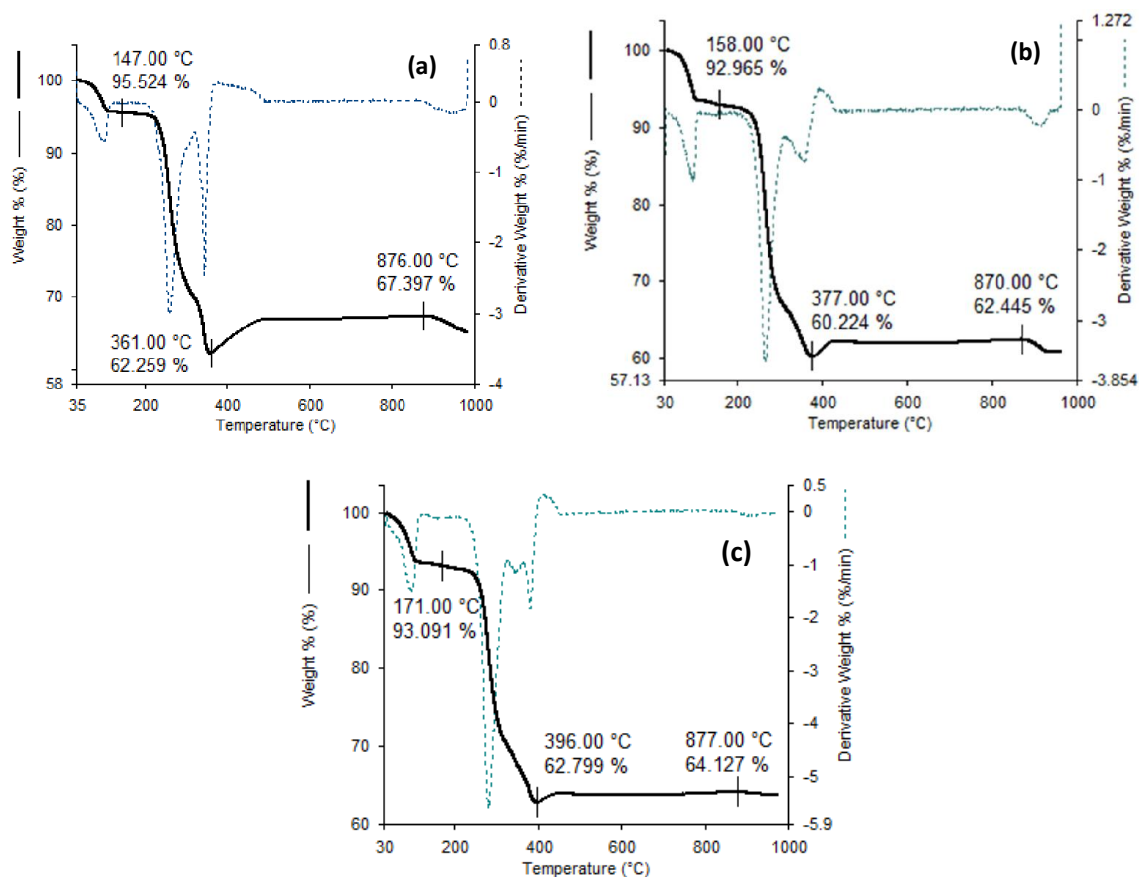 (a)
Weight % (%)
100
90
80
70
58
147.00 °C
95.524 %
361.00 °C
62.259 %
876.00 °C
67.397 %
0.8
0
-1
-2
-3
-4
Derivative Weight % (%/min)
35 200 400 600 800 1000
Temperature (°C)
(b)
Weight % (%)
100
90
80
70
60
57.13
158.00 °C
92.965 %
377.00 °C
60.224 %
870.00 °C
62.445 %
1.272
0
-1
-2
-3
-3.854
Derivative Weight % (%/min)
30 200 400 600 800 1000
Temperature (°C)
(c)
Weight % (%)
100
90
80
70
60
171.00 °C
93.091 %
396.00 °C
62.799 %
877.00 °C
64.127 %
0.5
0
-1
-2
-3
-4
-5
-5.9
Derivative Weight % (%/min)
30 200 400 600 800 1000
Temperature (°C)